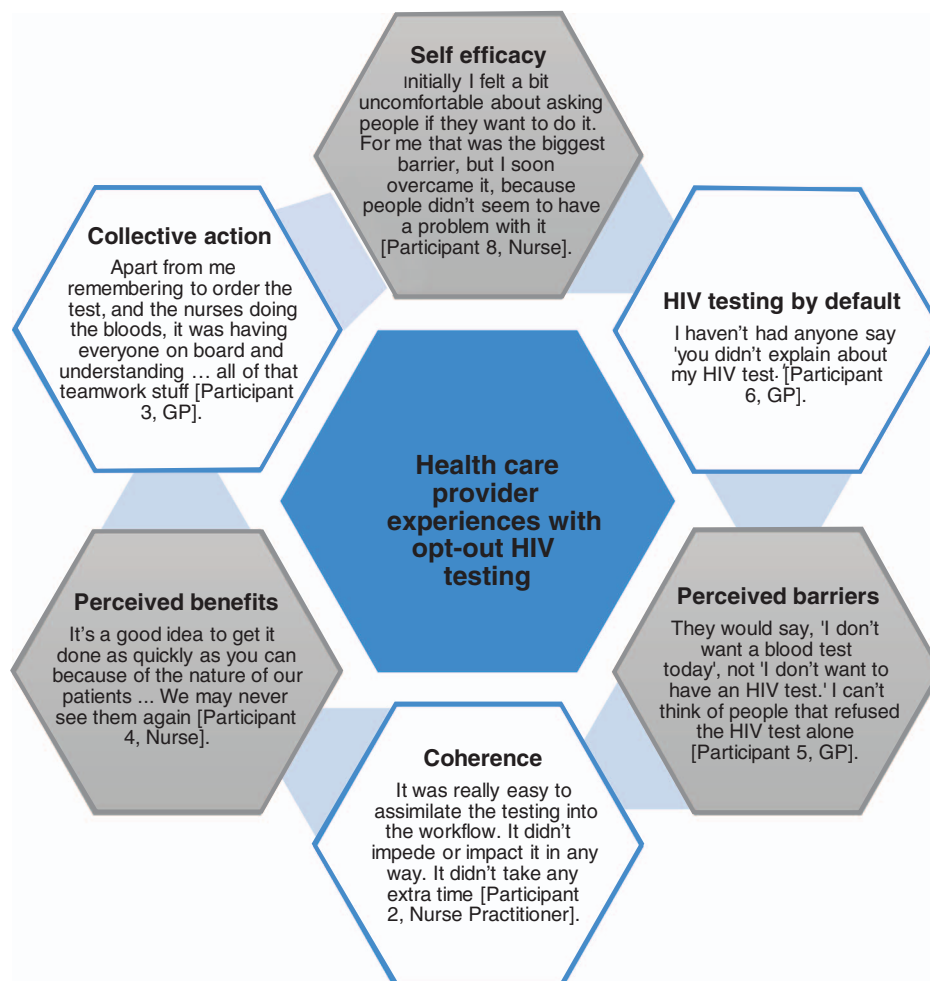 Self efficacy
Initially I felt a bit
uncomfortable about asking
people if they want to do it.
For me that was the biggest
barrier, but I soon
overcame it, because
people didn’t seem to have
a problem with it
[Participant 8, Nurse].
Collective action
Apart from me
remembering to order the
test, and the nurses doing
the bloods, it was having
everyone on board and
understanding ... all of that
teamwork stuff [Participant
3, GP].
HIV testing by default
I haven’t had anyone say
'you didn’t explain about
my HIV test.' [Participant
6, GP].
Health care
provider
experiences with
opt-out HIV
testing
Perceived benefits
It’s a good idea to get it
done as quickly as you can
because of the nature of our
patients ... We may never
see them again [Participant
4, Nurse].
Perceived barriers
They would say, 'I don’t
want a blood test
today', not 'I don’t want to
have an HIV test.' I can’t
think of people that refused
the HIV test alone
[Participant 5, GP].
Coherence
It was really easy to
assimilate the testing into
the workflow. It didn’t
impede or impact it in any
way. It didn’t take any
extra time [Participant
2, Nurse Practitioner].